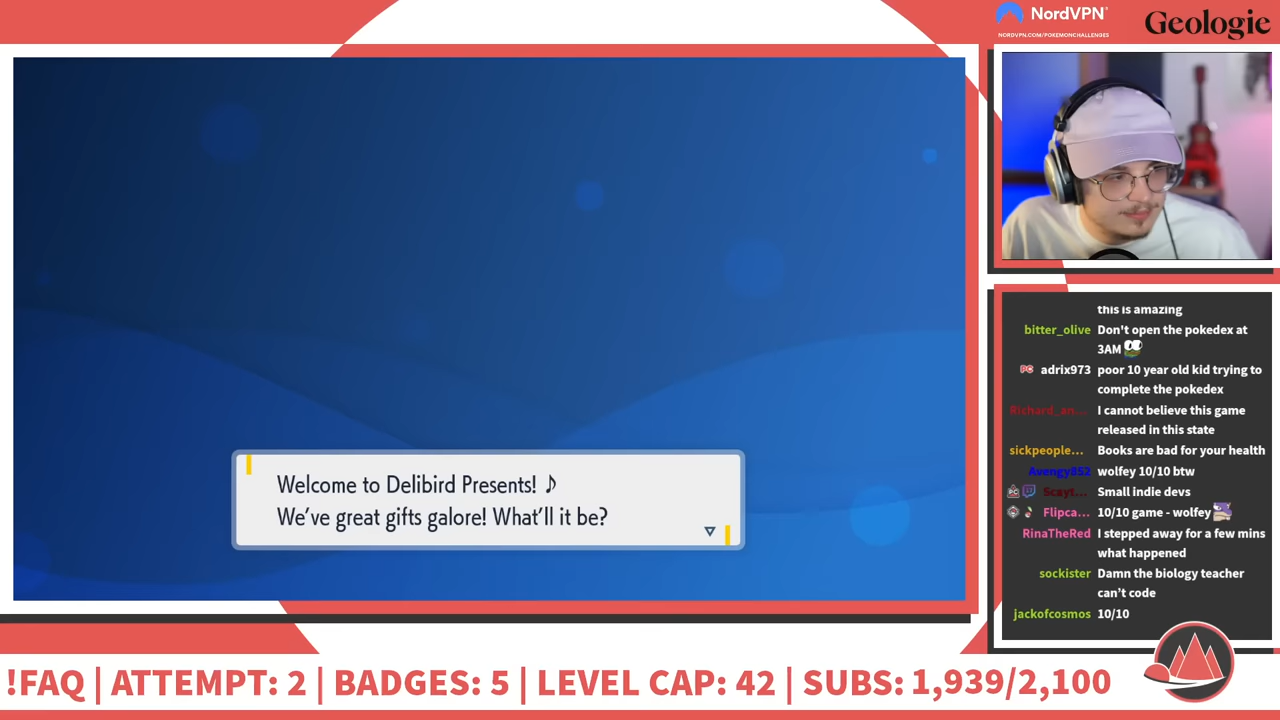 NordVPN®
NORDVPN.COM/POKEMONCHALLENGES
Geologie
Welcome to Delibird Presents! ♪
We've great gifts galore! What'll it be?
this is amazing
bitter_olive Don't open the pokedex at
3AM
adrix973 poor 10 year old kid trying to
complete the pokedex
Richard_an... I cannot believe this game
released in this state
sickpeople... Books are bad for your health
Avengy852 wolfey 10/10 btw
Scayt... Small indie devs
Flipca... 10/10 game - wolfey
RinaTheRed I stepped away for a few mins
what happened
sockister Damn the biology teacher
can't code
jackofcosmos 10/10
!FAQ | ATTEMPT: 2 | BADGES: 5 | LEVEL CAP: 42 | SUBS: 1,939/2,100